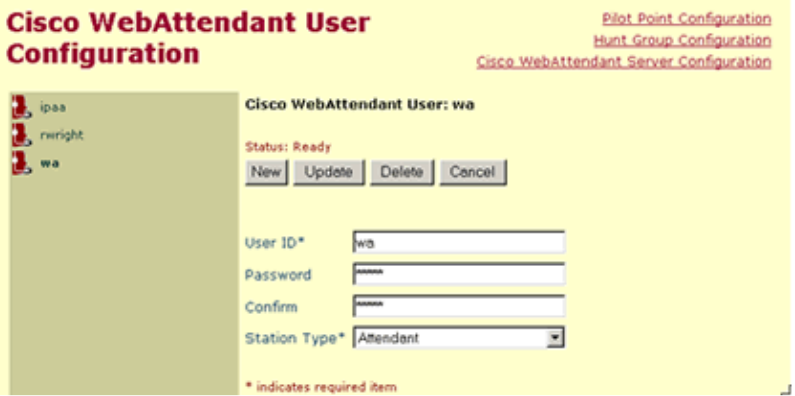 Cisco WebAttendant User
Configuration
Pilot Point Configuration
Hunt Group Configuration
Cisco WebAttendant Server Configuration
ipaa
rwright
wa
Cisco WebAttendant User: wa
Status: Ready
New Update Delete Cancel
User ID* wa
Password *****
Confirm *****
Station Type* Attendant
* indicates required item